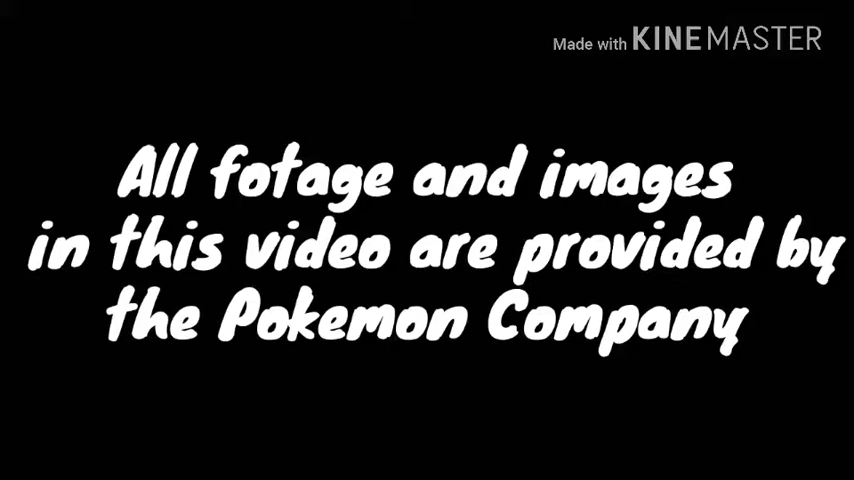 Made with KINEMASTER
All fotage and images
in this video are provided by
the Pokemon Company